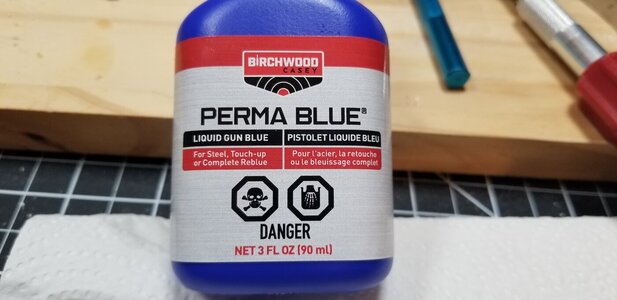 BIRCHWOOD
CASEY
PERMA BLUE®
LIQUID GUN BLUE
PISTOLET LIQUIDE BLEU
For Steel, Touch-up
or Complete Reblue
Pour l'acier, la retouche
ou le bleuissage complet
DANGER
NET 3 FL OZ (90 ml)